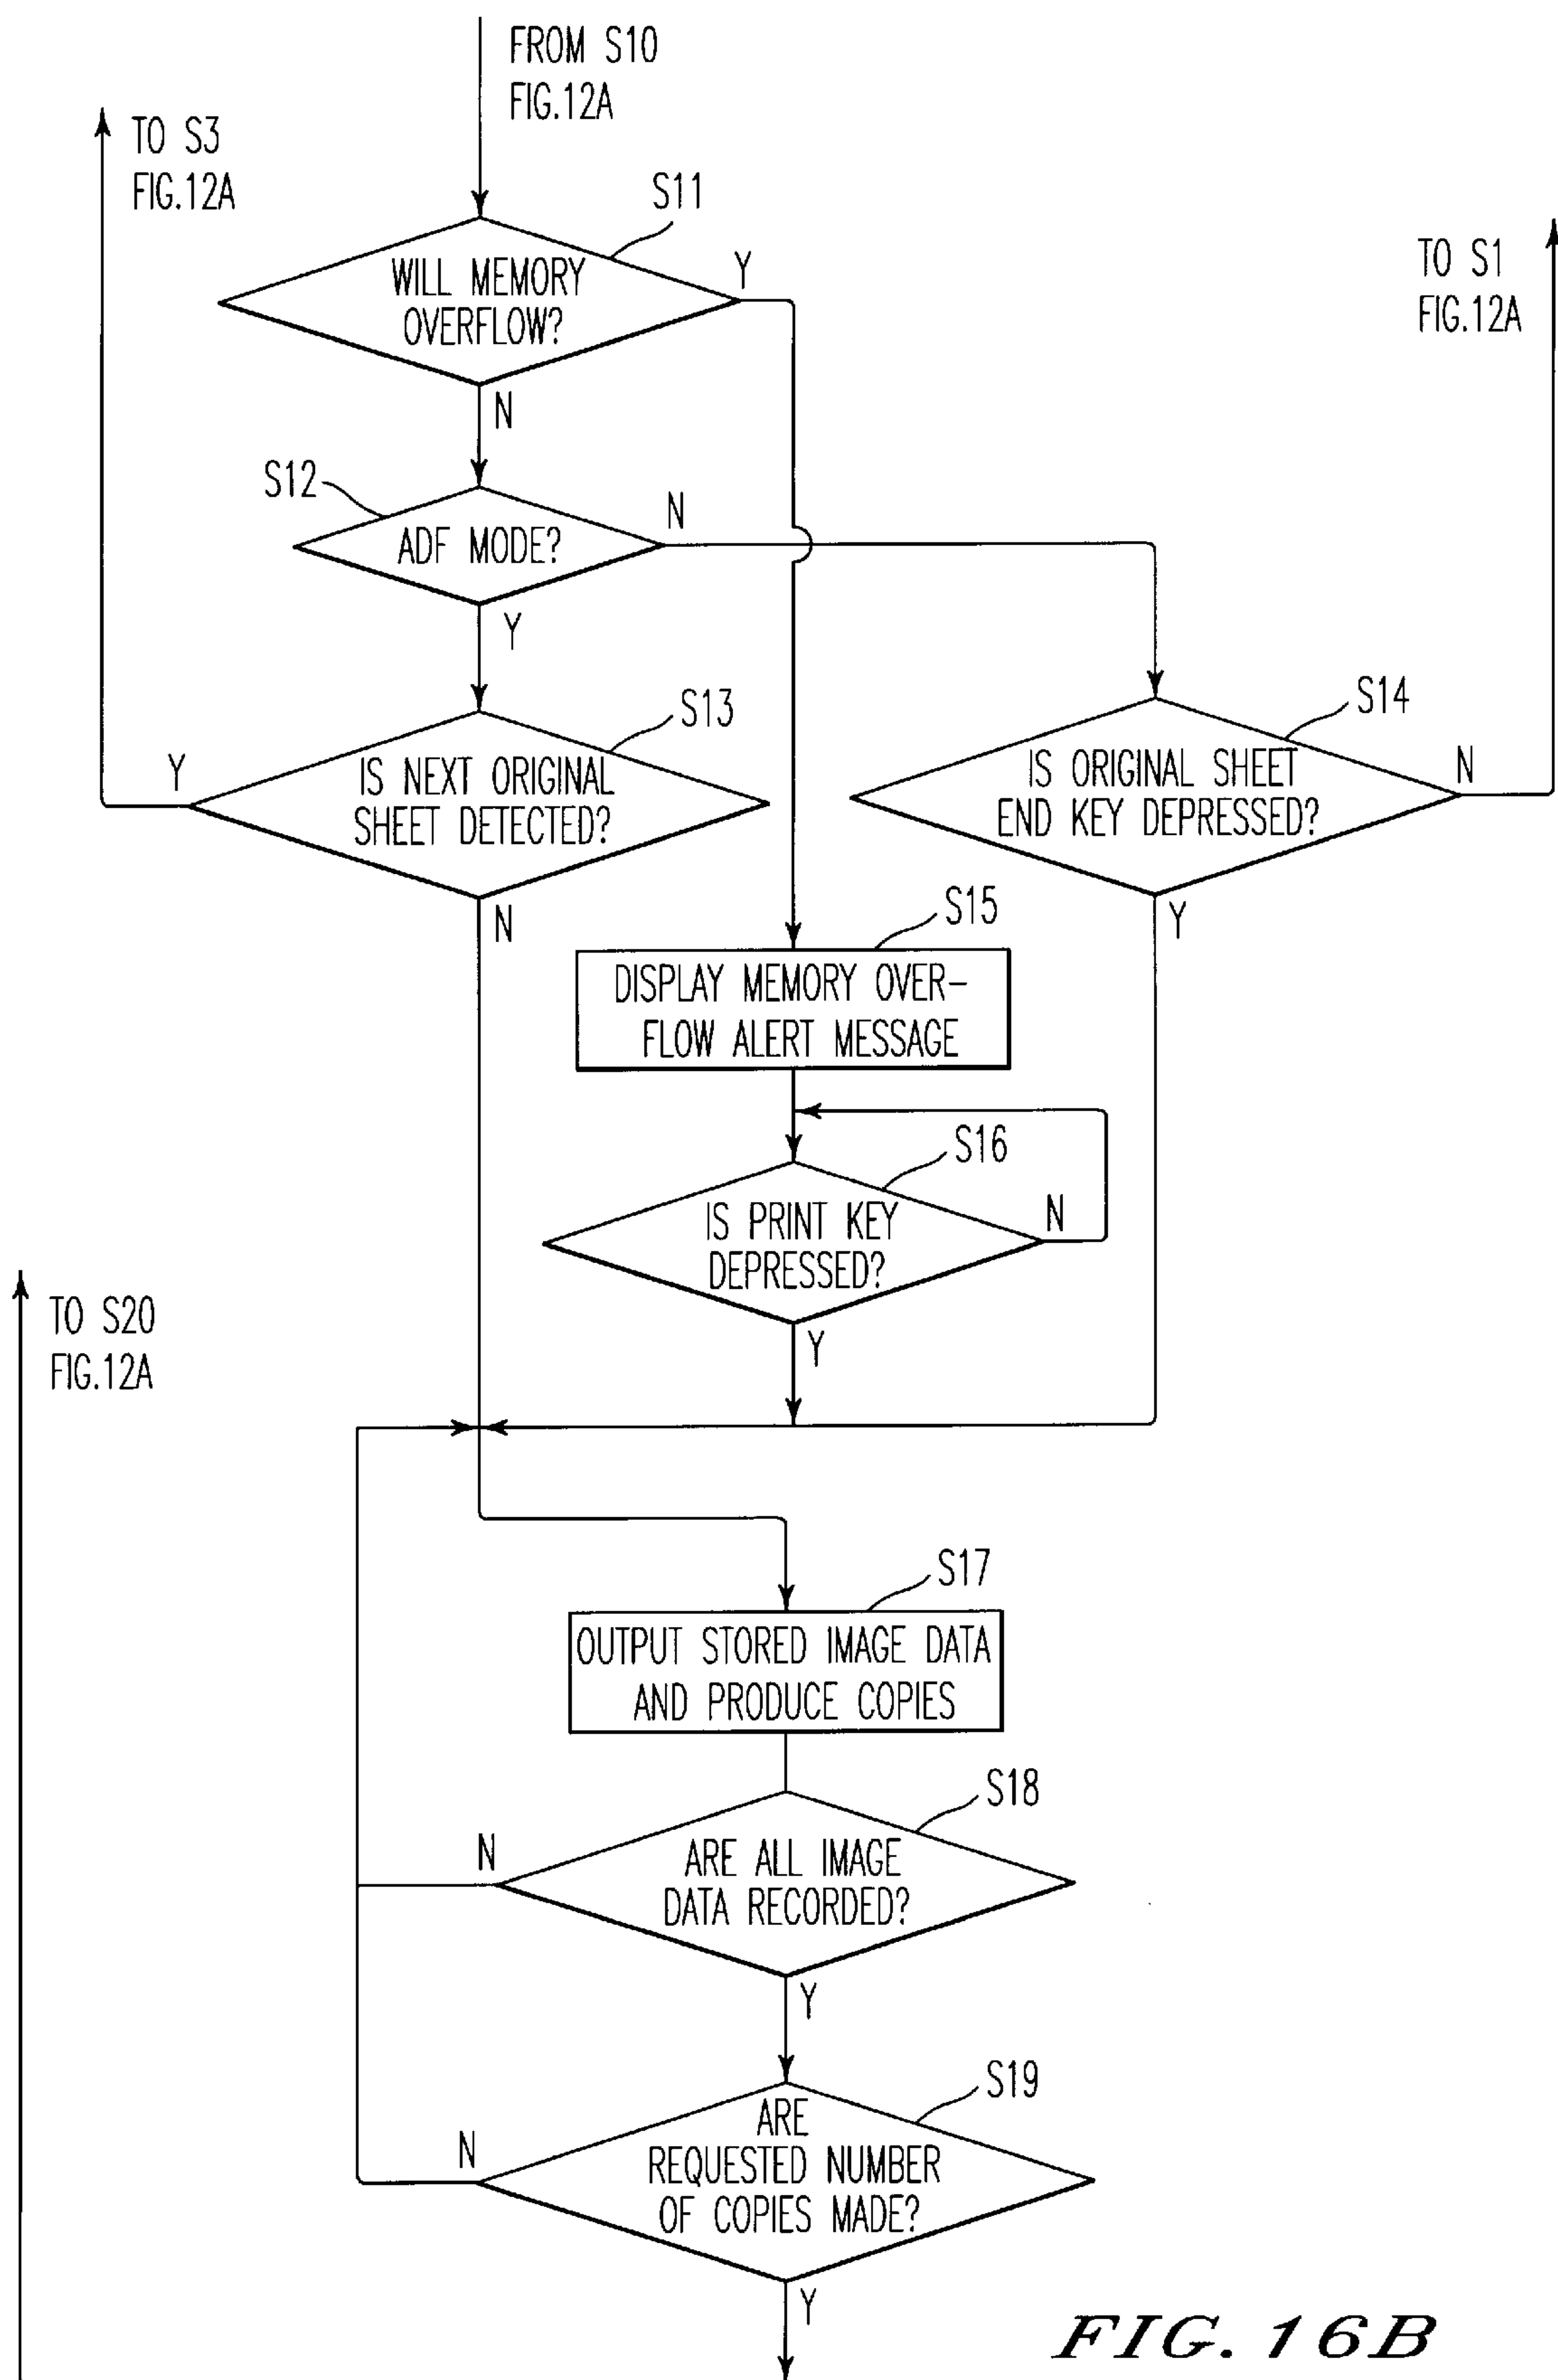 FROM S10
FIG.12A
TO S3
FIG.12A
S11
WILL MEMORY
OVERFLOW?
Y
TO S1
FIG.12A
N
S12
ADF MODE?
N
Y
S13
IS NEXT ORIGINAL
SHEET DETECTED?
Y
N
S14
IS ORIGINAL SHEET
END KEY DEPRESSED?
N
Y
S15
DISPLAY MEMORY OVER-
FLOW ALERT MESSAGE
S16
IS PRINT KEY
DEPRESSED?
N
Y
TO S20
FIG.12A
S17
OUTPUT STORED IMAGE DATA
AND PRODUCE COPIES
S18
ARE ALL IMAGE
DATA RECORDED?
N
Y
S19
ARE
REQUESTED NUMBER
OF COPIES MADE?
N
Y
FIG. 16B